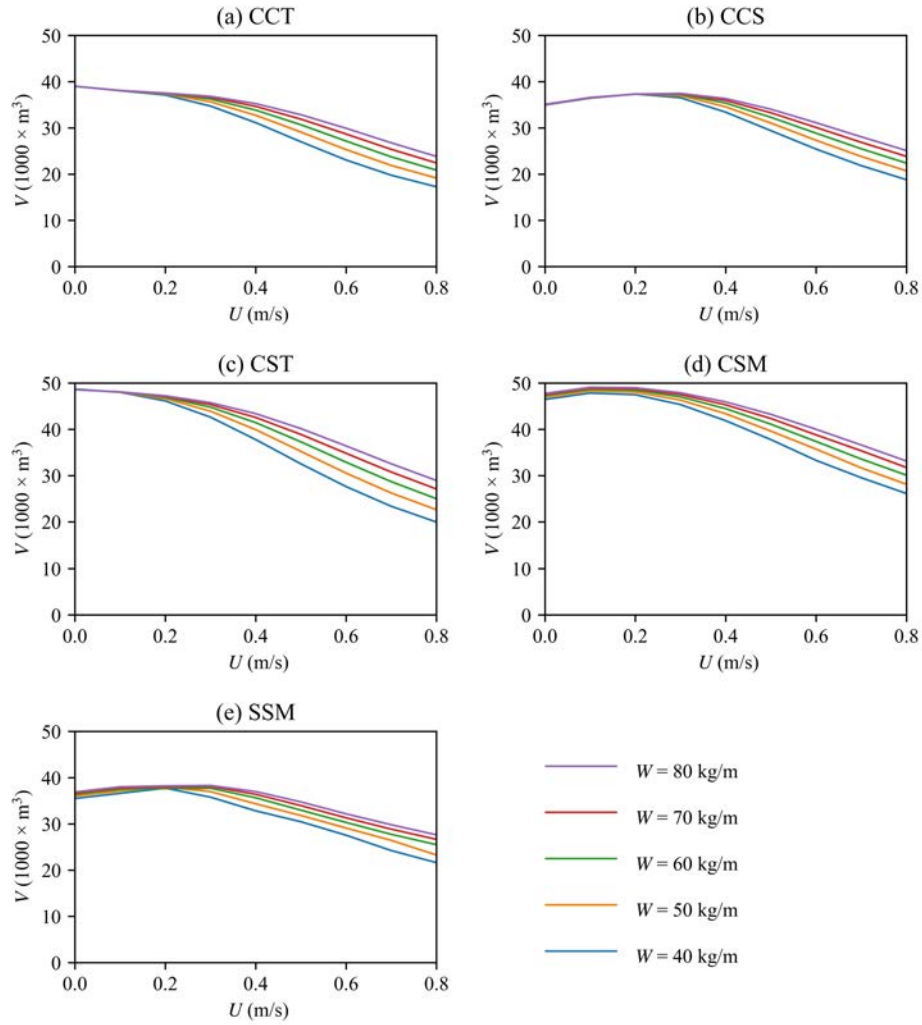 (a) CCT
50
40
30
20
10
0
V (1000 × m³)
0.0 0.2 0.4 0.6 0.8
U (m/s)
(b) CCS
50
40
30
20
10
0
V (1000 × m³)
0.0 0.2 0.4 0.6 0.8
U (m/s)
(c) CST
50
40
30
20
10
0
V (1000 × m³)
0.0 0.2 0.4 0.6 0.8
U (m/s)
(d) CSM
50
40
30
20
10
0
V (1000 × m³)
0.0 0.2 0.4 0.6 0.8
U (m/s)
(e) SSM
50
40
30
20
10
0
V (1000 × m³)
0.0 0.2 0.4 0.6 0.8
U (m/s)
W = 80 kg/m
W = 70 kg/m
W = 60 kg/m
W = 50 kg/m
W = 40 kg/m